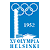 1952
XV OLYMPIA
HELSINKI